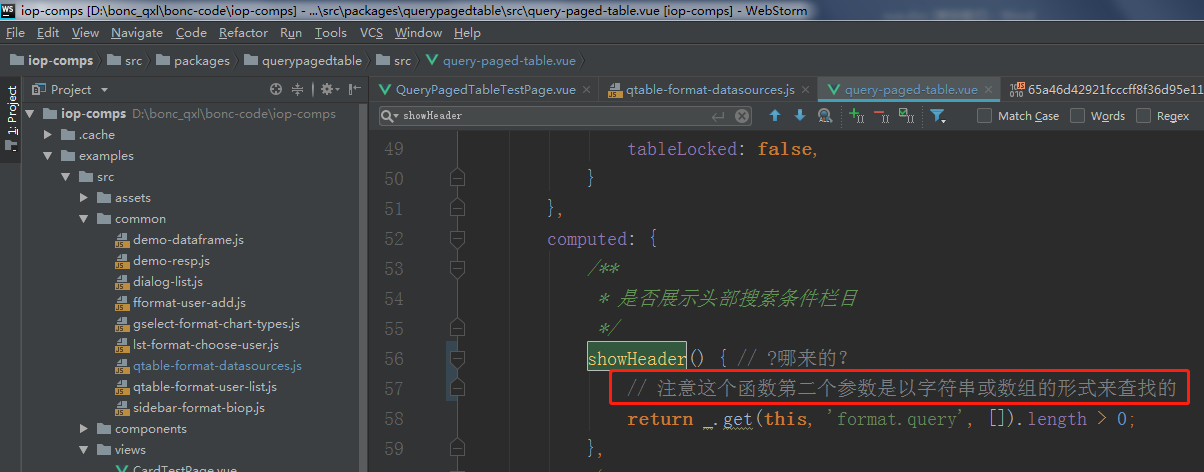 iop-comps [D:\bonc_qxl\bonc-code\iop-comps] - ...\src\packages\querypagedtable\src\query-paged-table.vue [iop-comps] - WebStorm
File Edit View Navigate Code Refactor Run Tools VCS Window Help
iop-comps src packages querypagedtable src query-paged-table.vue
1: Project
Project
QueryPagedTableTestPage.vue qtable-format-datasources.js query-paged-table.vue 65a46d42921fcccff8f36d95e11
showHeader Match Case Words Regex
iop-comps D:\bonc_qxl\bonc-code\iop-comps
.cache
examples
src
assets
common
demo-dataframe.js
demo-resp.js
dialog-list.js
fformat-user-add.js
gselect-format-chart-types.js
lst-format-choose-user.js
qtable-format-datasources.js
qtable-format-user-list.js
sidebar-format-biop.js
components
views
CardTestPage.vue
49 tableLocked: false,
50 }
51 },
52 computed: {
53 /**
54 * 是否展示头部搜索条件栏目
55 */
56 showHeader() { // ?哪来的?
57 // 注意这个函数第二个参数是以字符串或数组的形式来查找的
58 return _.get(this, 'format.query', []).length > 0;
59 },